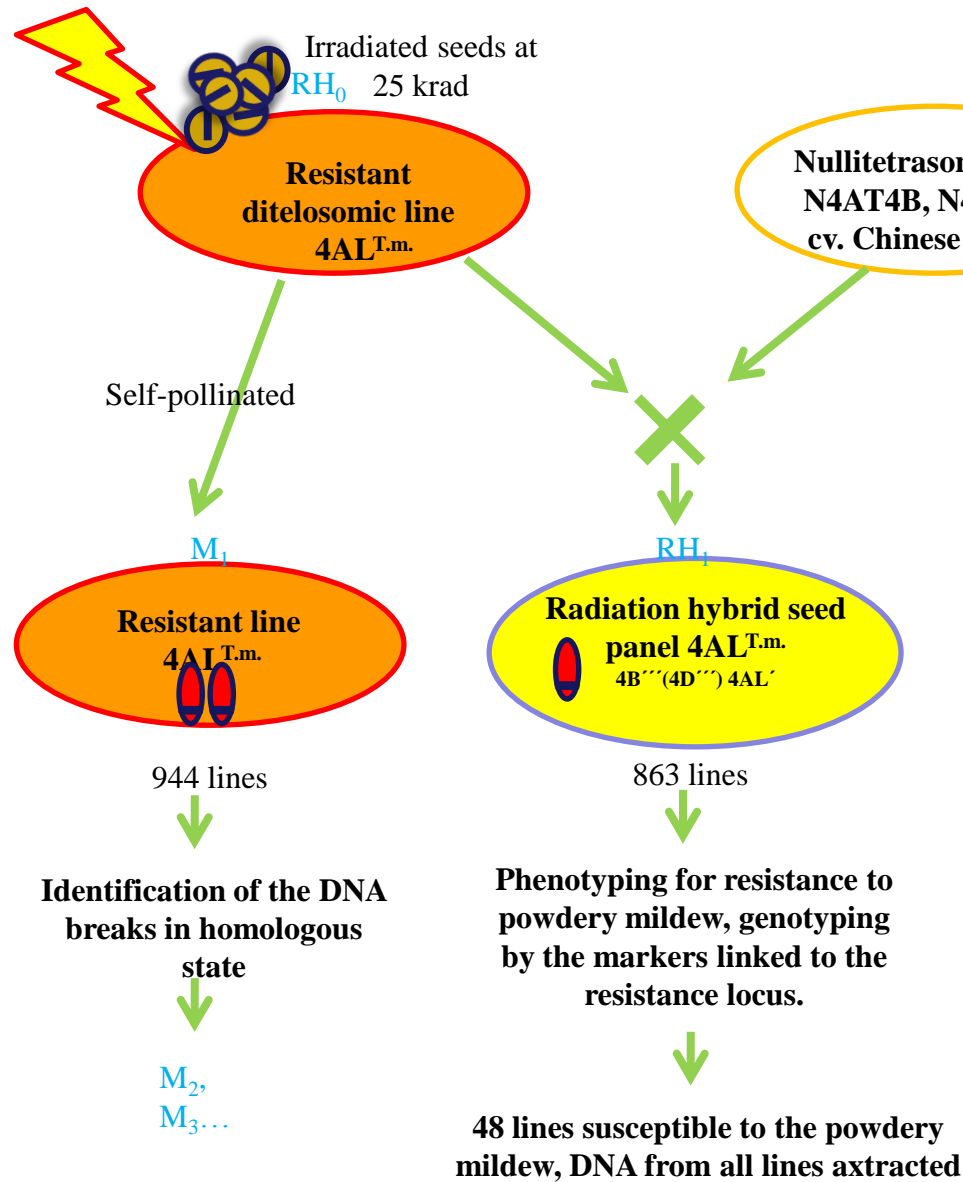 Irradiated seeds at
RH₀ 25 krad
Resistant
ditelosomic line
4ALᵀ·ᵐ·
N4AT4B,
cv. Chinese
Self-pollinated
M₁
Resistant line
4ALᵀ·ᵐ·
944 lines
Identification of the DNA
breaks in homologous
state
M₂,
M₃…
RH₁
Radiation hybrid seed
panel 4ALᵀ·ᵐ·
4B´´´(4D´´´) 4AL´
863 lines
Phenotyping for resistance to
powdery mildew, genotyping
by the markers linked to the
resistance locus.
48 lines susceptible to the powdery
mildew, DNA from all lines axtracted